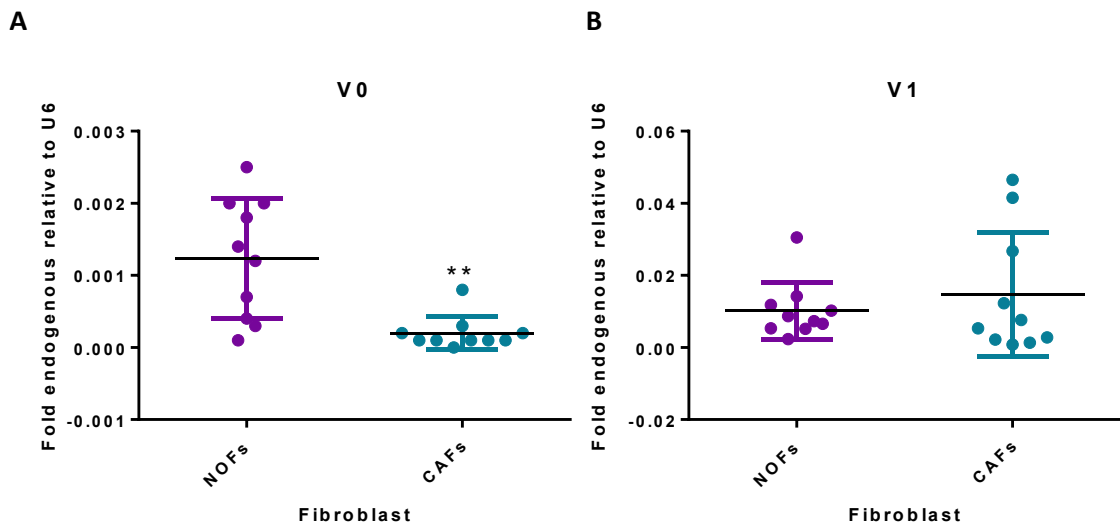 A
V0
Fold endogenous relative to U6
0.003
0.002
0.001
0.000
-0.001
**
NOFs
CAFs
Fibroblast
B
V1
Fold endogenous relative to U6
0.06
0.04
0.02
0.00
-0.02
NOFs
CAFs
Fibroblast